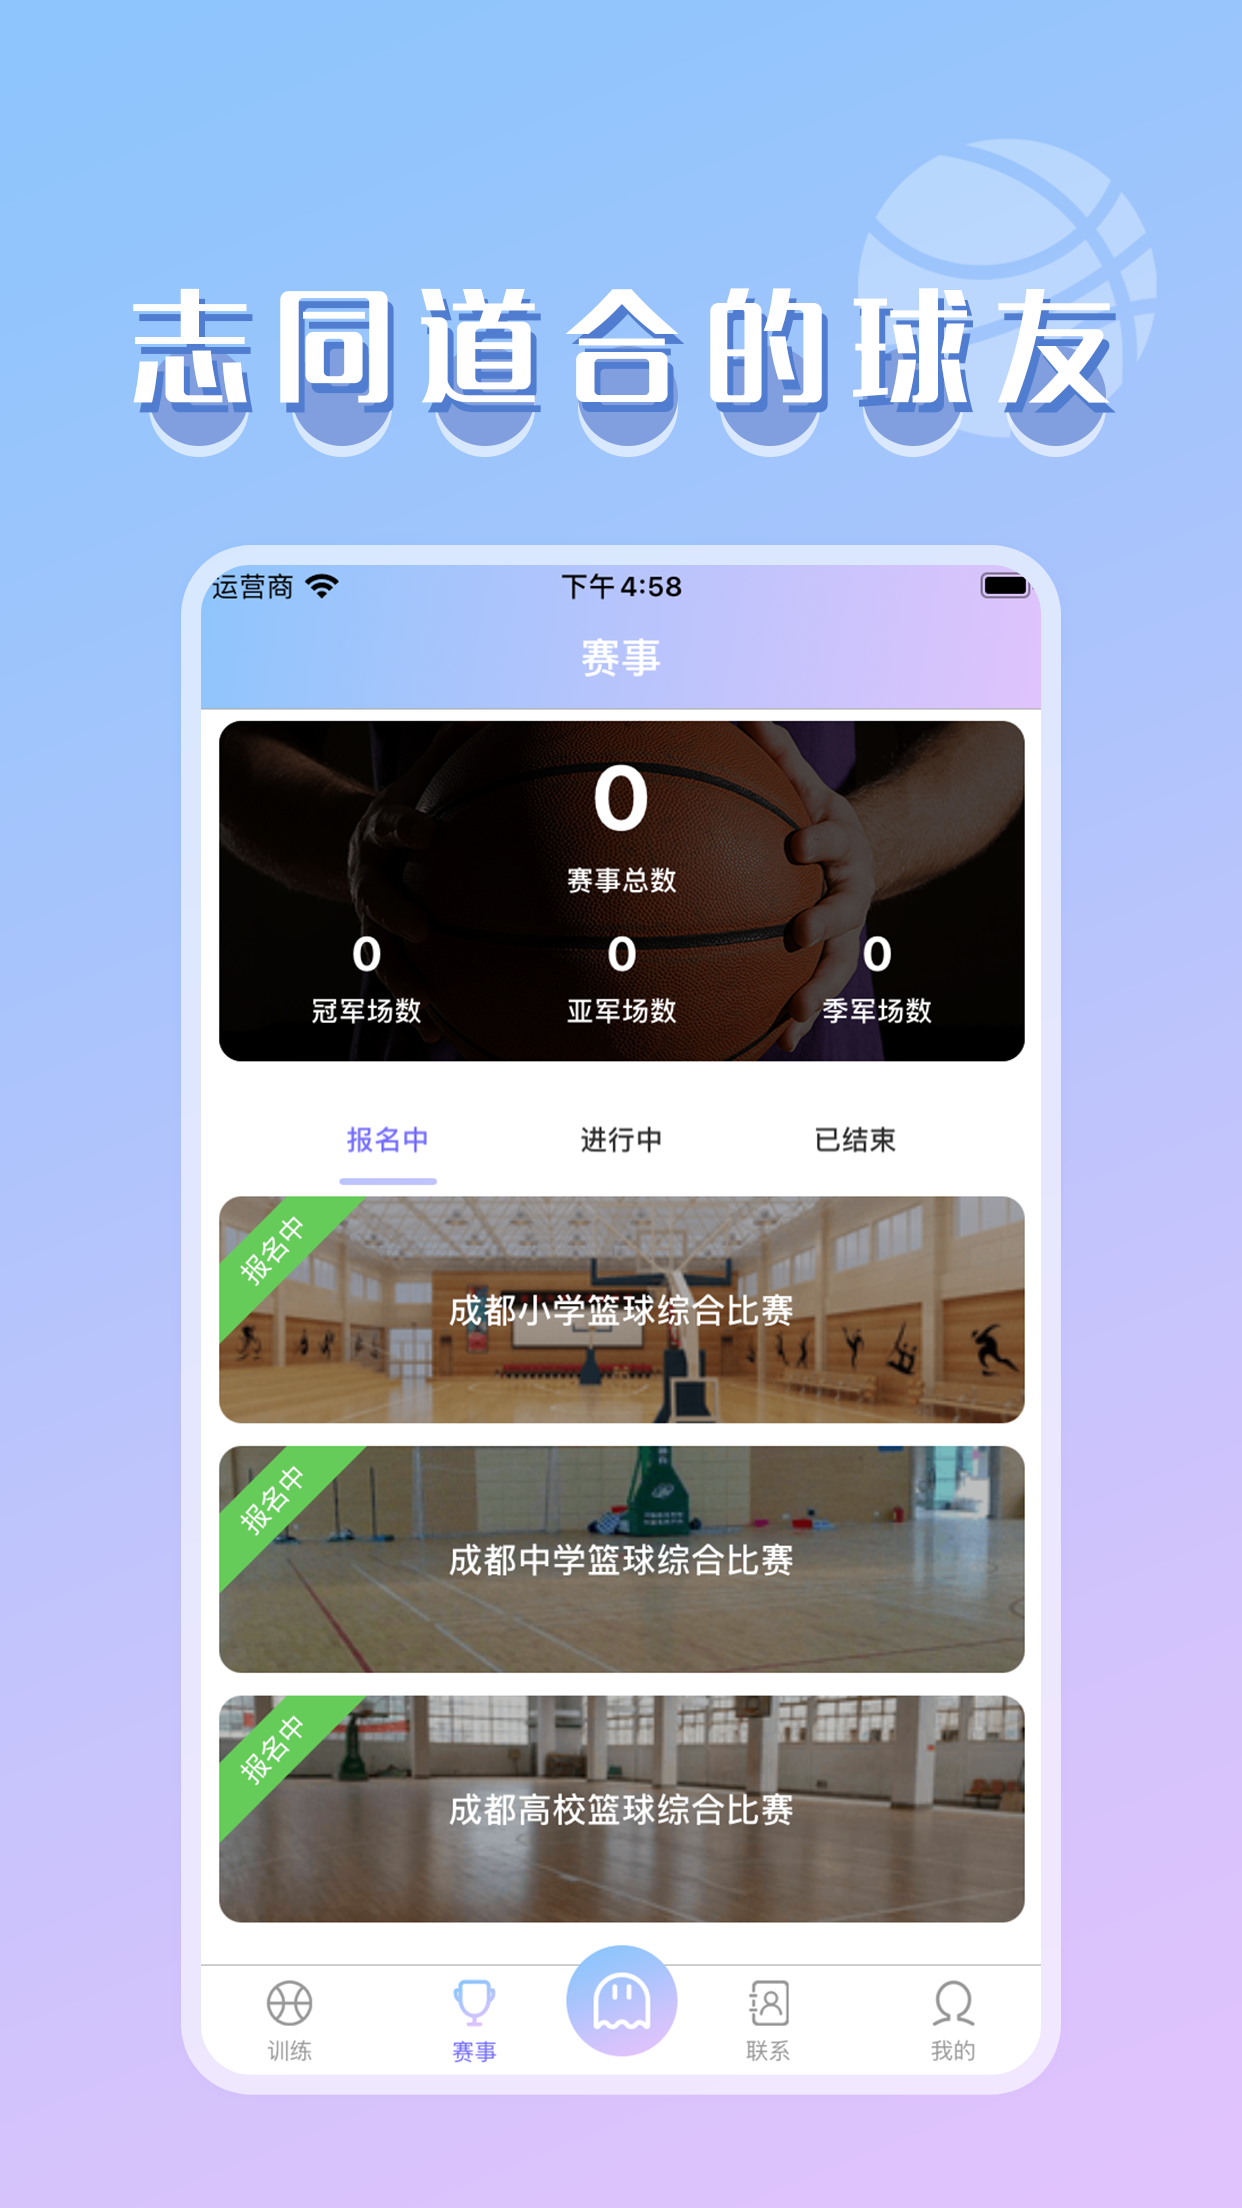 志同道合的球友
运营商 下午4:58
赛事
0
赛事总数
0 0 0
冠军场数 亚军场数 季军场数
报名中 进行中 已结束
报名中
成都小学篮球综合比赛
报名中
成都中学篮球综合比赛
报名中
成都高校篮球综合比赛
训练 赛事 联系 我的